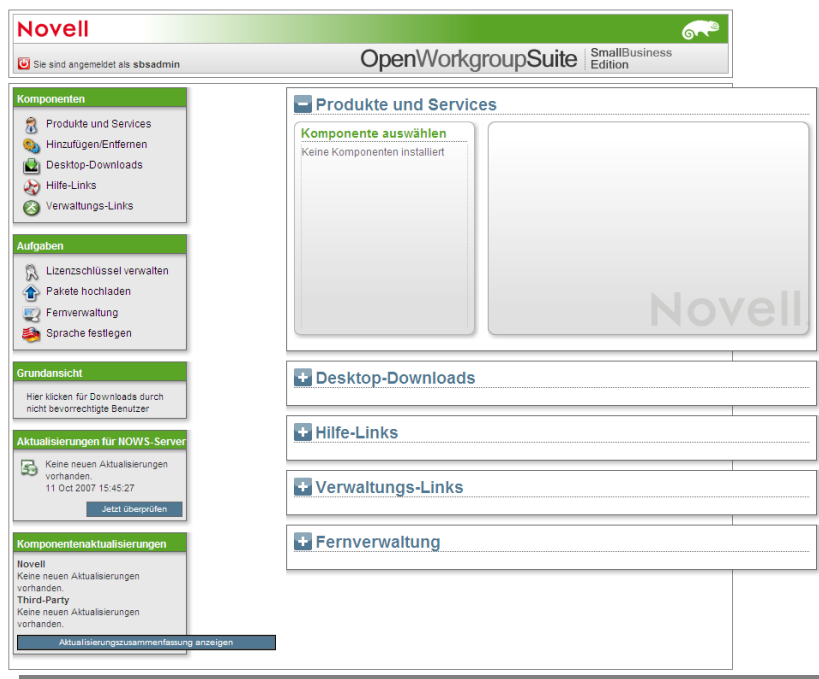 Novell
Sie sind angemeldet als sbsadmin
OpenWorkgroupSuite
SmallBusiness
Edition
Komponenten
Produkte und Services
Hinzufügen/Entfernen
Desktop-Downloads
Hilfe-Links
Verwaltungs-Links
Aufgaben
Lizenzschlüssel verwalten
Pakete hochladen
Fernverwaltung
Sprache festlegen
Grundansicht
Hier klicken für Downloads durch
nicht bevorrechtigte Benutzer
Aktualisierungen für NOWS-Server
Keine neuen Aktualisierungen
vorhanden.
11 Oct 2007 15:45:27
Jetzt überprüfen
Komponentenaktualisierungen
Novell
Keine neuen Aktualisierungen
vorhanden.
Third-Party
Keine neuen Aktualisierungen
vorhanden.
Aktualisierungszusammenfassung anzeigen
Produkte und Services
Komponente auswählen
Keine Komponenten installiert
Novell.
Desktop-Downloads
Hilfe-Links
Verwaltungs-Links
Fernverwaltung